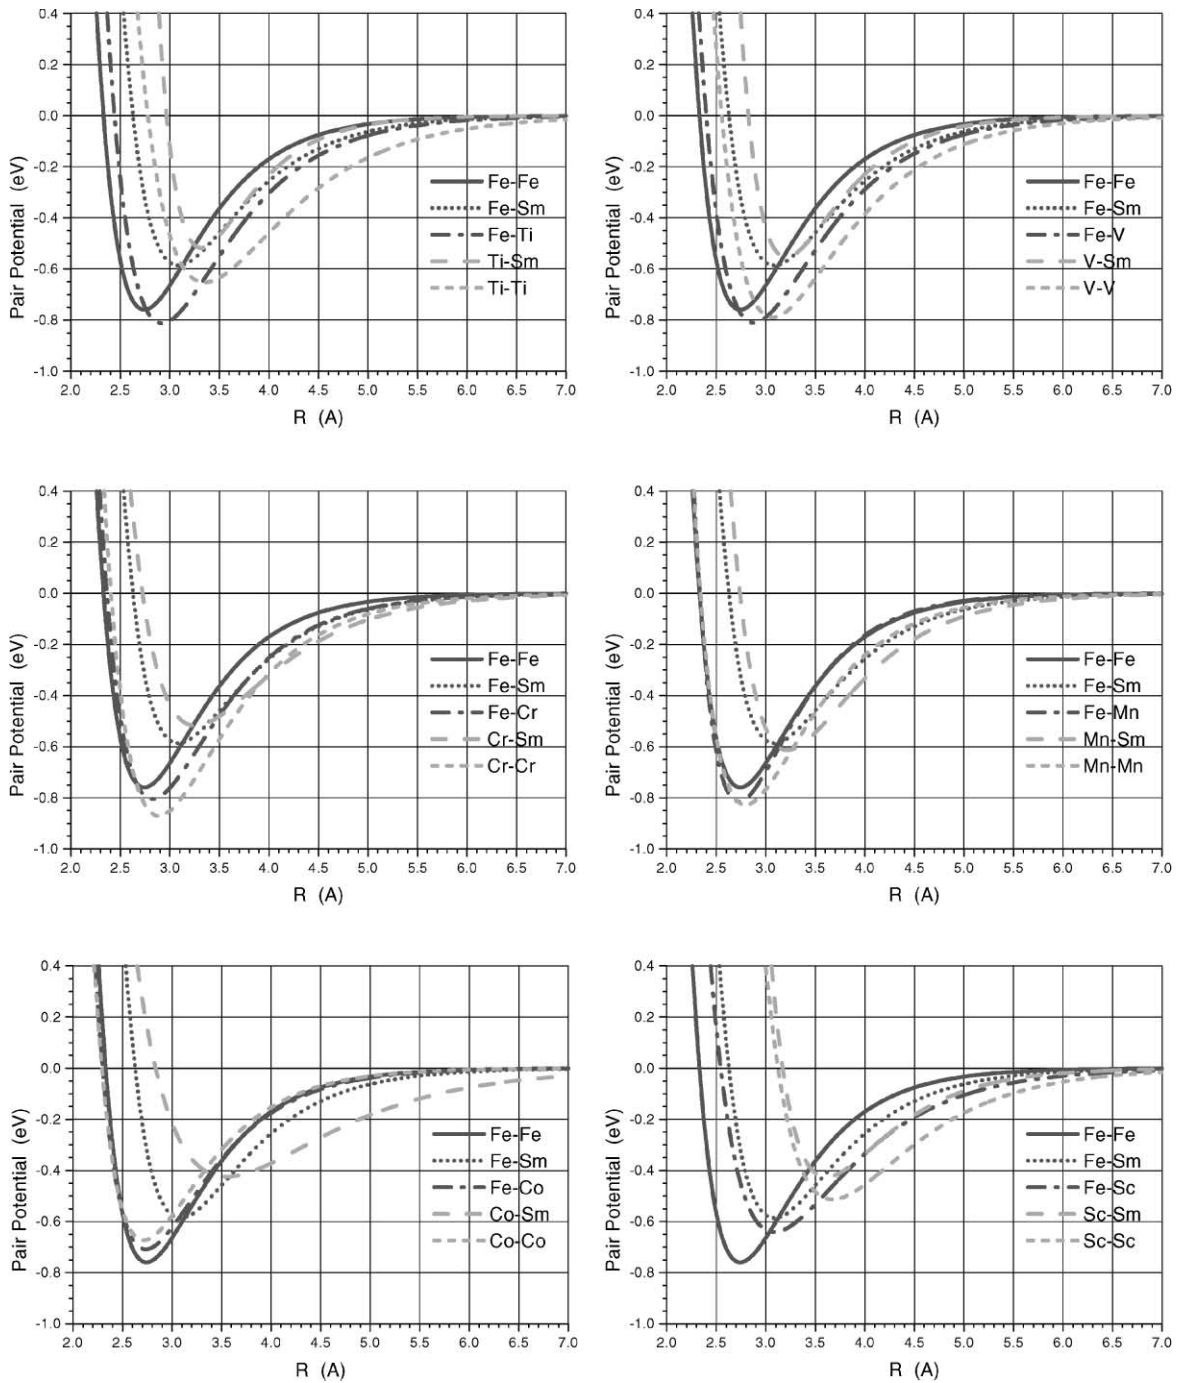 0.4
0.2
0.0
-0.2
-0.4
-0.6
-0.8
-1.0
Pair Potential (eV)
2.0 2.5 3.0 3.5 4.0 4.5 5.0 5.5 6.0 6.5 7.0
R (A)
Fe-Fe
Fe-Sm
Fe-Ti
Ti-Sm
Ti-Ti
0.4
0.2
0.0
-0.2
-0.4
-0.6
-0.8
-1.0
Pair Potential (eV)
2.0 2.5 3.0 3.5 4.0 4.5 5.0 5.5 6.0 6.5 7.0
R (A)
Fe-Fe
Fe-Sm
Fe-V
V-Sm
V-V
0.4
0.2
0.0
-0.2
-0.4
-0.6
-0.8
-1.0
Pair Potential (eV)
2.0 2.5 3.0 3.5 4.0 4.5 5.0 5.5 6.0 6.5 7.0
R (A)
Fe-Fe
Fe-Sm
Fe-Cr
Cr-Sm
Cr-Cr
0.4
0.2
0.0
-0.2
-0.4
-0.6
-0.8
-1.0
Pair Potential (eV)
2.0 2.5 3.0 3.5 4.0 4.5 5.0 5.5 6.0 6.5 7.0
R (A)
Fe-Fe
Fe-Sm
Fe-Mn
Mn-Sm
Mn-Mn
0.4
0.2
0.0
-0.2
-0.4
-0.6
-0.8
-1.0
Pair Potential (eV)
2.0 2.5 3.0 3.5 4.0 4.5 5.0 5.5 6.0 6.5 7.0
R (A)
Fe-Fe
Fe-Sm
Fe-Co
Co-Sm
Co-Co
0.4
0.2
0.0
-0.2
-0.4
-0.6
-0.8
-1.0
Pair Potential (eV)
2.0 2.5 3.0 3.5 4.0 4.5 5.0 5.5 6.0 6.5 7.0
R (A)
Fe-Fe
Fe-Sm
Fe-Sc
Sc-Sm
Sc-Sc